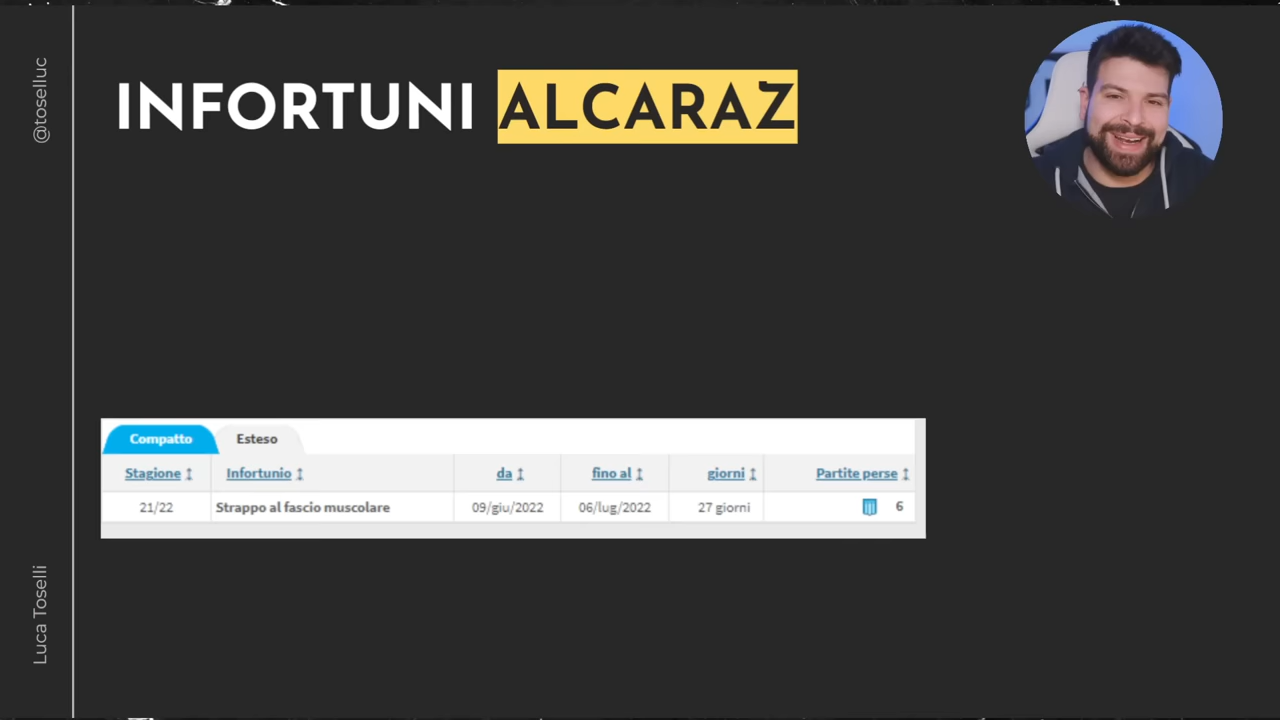 @toselluc
INFORTUNI ALCARAZ
Compatto Esteso
Stagione Infortunio da fino al giorni Partite perse
21/22 Strappo al fascio muscolare 09/giu/2022 06/lug/2022 27 giorni 6
Luca Toselli